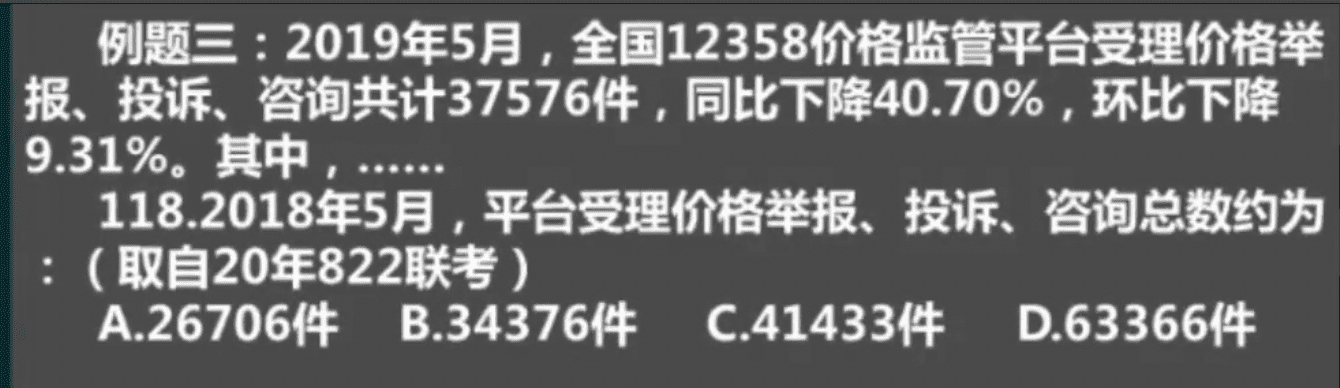 例题三：2019年5月，全国12358价格监管平台受理价格举
报、投诉、咨询共计37576件，同比下降40.70%，环比下降
9.31%。其中，……
118.2018年5月，平台受理价格举报、投诉、咨询总数约为
：（取自20年822联考）
A.26706件 B.34376件 C.41433件 D.63366件